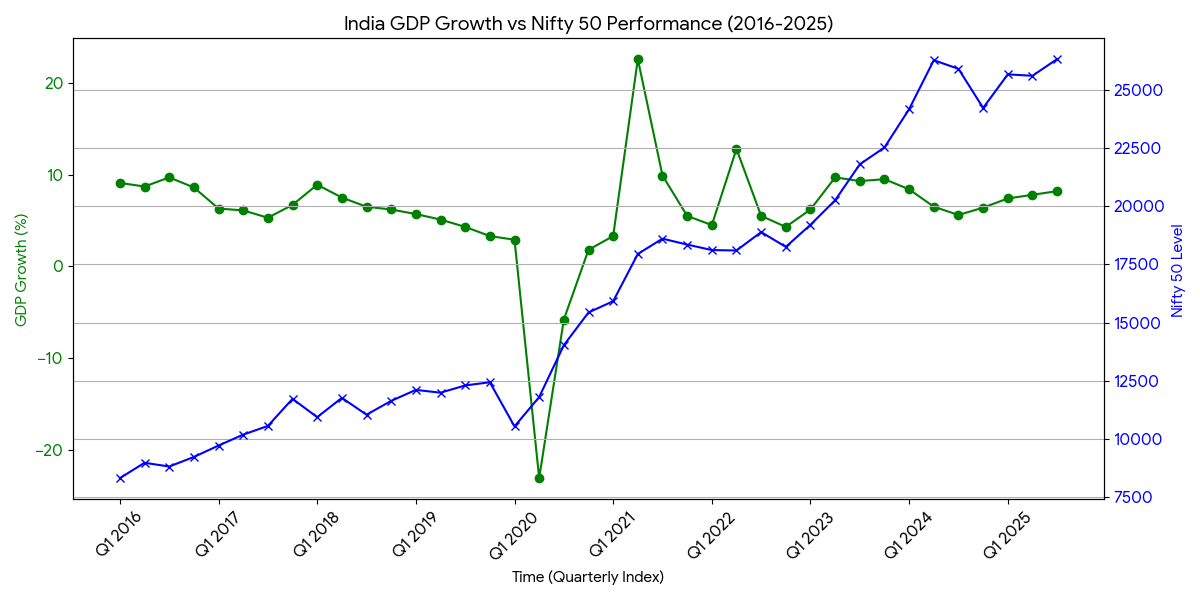 India GDP Growth vs Nifty 50 Performance (2016-2025)
GDP Growth (%)
20
10
0
−10
−20
25000
22500
20000
17500
15000
12500
10000
7500
Nifty 50 Level
Q1 2016
Q1 2017
Q1 2018
Q1 2019
Q1 2020
Q1 2021
Q1 2022
Q1 2023
Q1 2024
Q1 2025
Time (Quarterly Index)